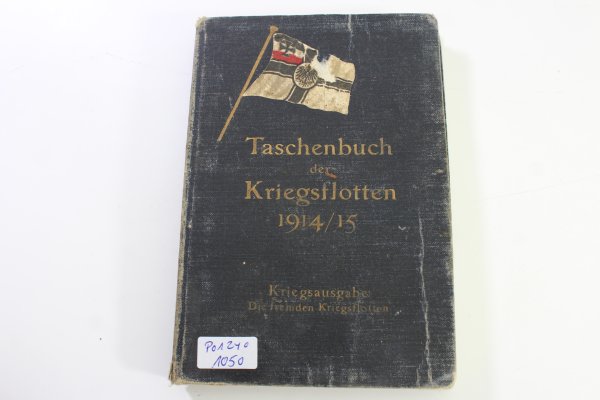 Taschenbuch
der
Kriegsflotten
1914/15
Kriegsausgabe
Die fremden Kriegsflotten
Po1240
1050